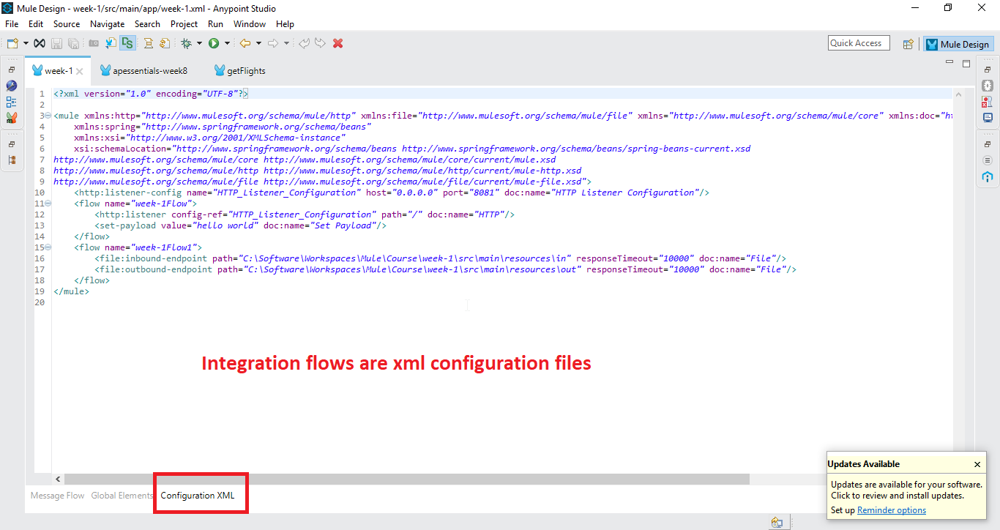 Mule Design - week-1/src/main/app/week-1.xml - Anypoint Studio
File Edit Source Navigate Search Project Run Window Help
Quick Access
Mule Design
week-1
apessentials-week8
getFlights
1 <?xml version="1.0" encoding="UTF-8"?>
2
3 <mule xmlns:http="http://www.mulesoft.org/schema/mule/http" xmlns:file="http://www.mulesoft.org/schema/mule/file" xmlns="http://www.mulesoft.org/schema/mule/core" xmlns:doc="ht
4 xmlns:spring="http://www.springframework.org/schema/beans"
5 xmlns:xsi="http://www.w3.org/2001/XMLSchema-instance"
6 xsi:schemaLocation="http://www.springframework.org/schema/beans http://www.springframework.org/schema/beans/spring-beans-current.xsd
7 http://www.mulesoft.org/schema/mule/core http://www.mulesoft.org/schema/mule/core/current/mule.xsd
8 http://www.mulesoft.org/schema/mule/http http://www.mulesoft.org/schema/mule/http/current/mule-http.xsd
9 http://www.mulesoft.org/schema/mule/file http://www.mulesoft.org/schema/mule/file/current/mule-file.xsd">
10 <http:listener-config name="HTTP_Listener_Configuration" host="0.0.0.0" port="8081" doc:name="HTTP Listener Configuration"/>
11 <flow name="week-1Flow">
12 <http:listener config-ref="HTTP_Listener_Configuration" path="/" doc:name="HTTP"/>
13 <set-payload value="hello world" doc:name="Set Payload"/>
14 </flow>
15 <flow name="week-1Flow1">
16 <file:inbound-endpoint path="C:\Software\Workspaces\Mule\Course\week-1\src\main\resources\in" responseTimeout="10000" doc:name="File"/>
17 <file:outbound-endpoint path="C:\Software\Workspaces\Mule\Course\week-1\src\main\resources\out" responseTimeout="10000" doc:name="File"/>
18 </flow>
19 </mule>
20
Integration flows are xml configuration files
Updates Available
Updates are available for your software.
Click to review and install updates.
Set up Reminder options
Message Flow Global Elements Configuration XML